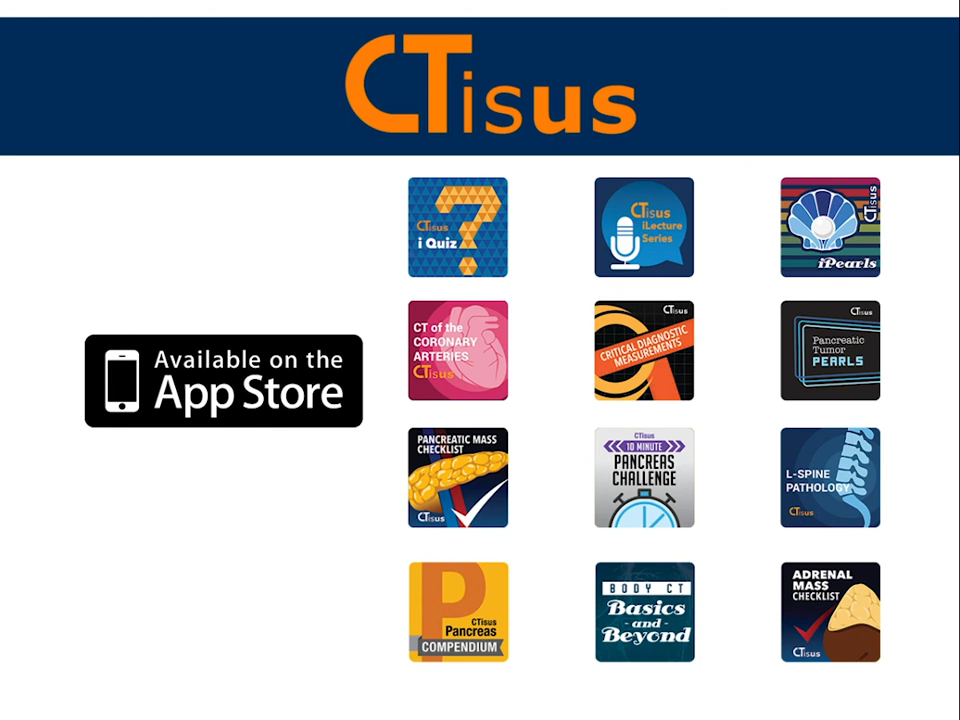 CTisus
CTisus
i Quiz
CTisus
iLecture
Series
CTisus
iPearls
CT of the
CORONARY
ARTERIES
CTisus
CTisus
CRITICAL DIAGNOSTIC
MEASUREMENTS
CTisus
Pancreatic
Tumor
PEARLS
Available on the
App Store
PANCREATIC MASS
CHECKLIST
CTisus
CTisus
10 MINUTE
PANCREAS
CHALLENGE
L-SPINE
PATHOLOGY
CTisus
P
CTisus
Pancreas
COMPENDIUM
BODY CT
Basics
- and -
Beyond
ADRENAL
MASS
CHECKLIST
CTisus